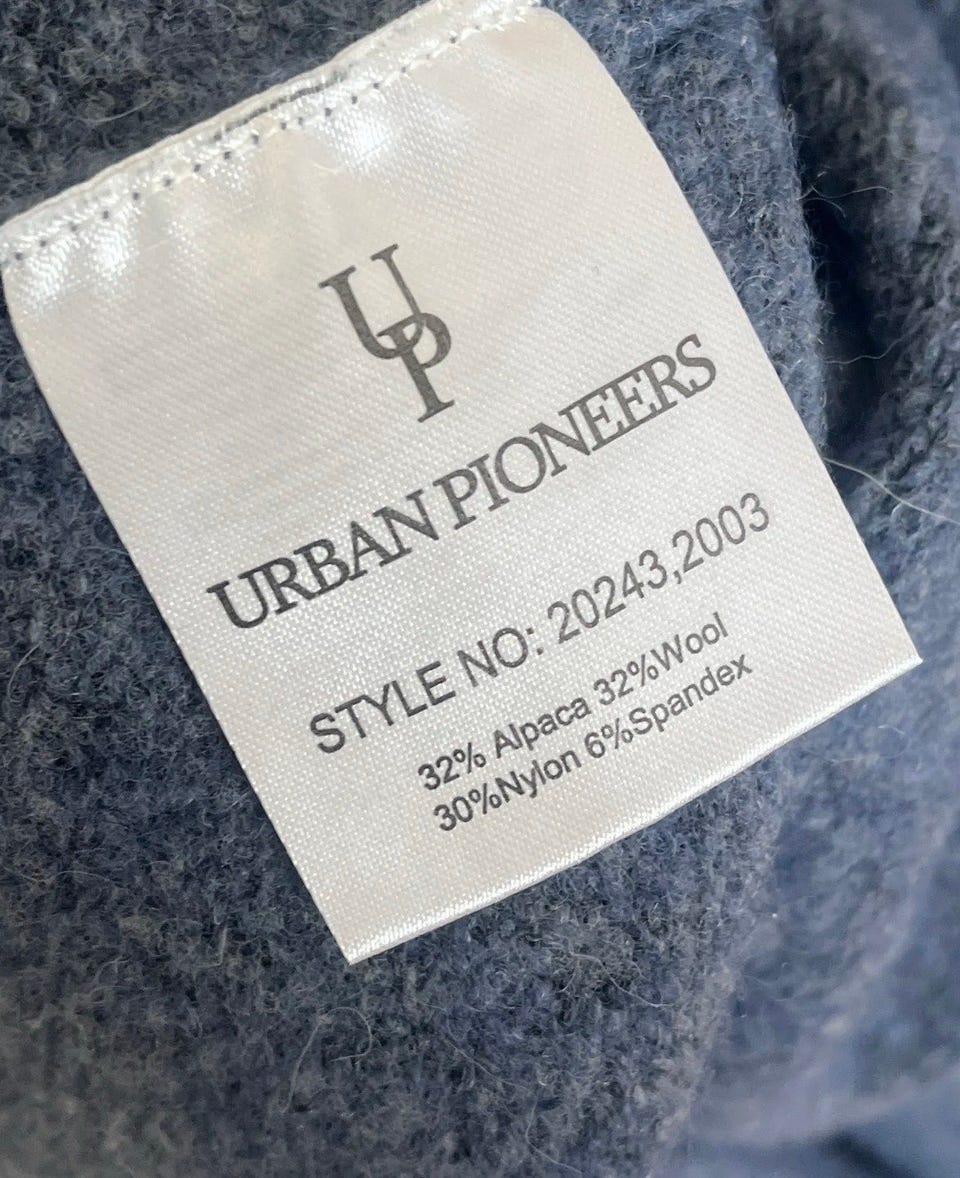 UP
URBAN PIONEERS
STYLE NO: 20243,2003
32% Alpaca 32%Wool
30%Nylon 6%Spandex